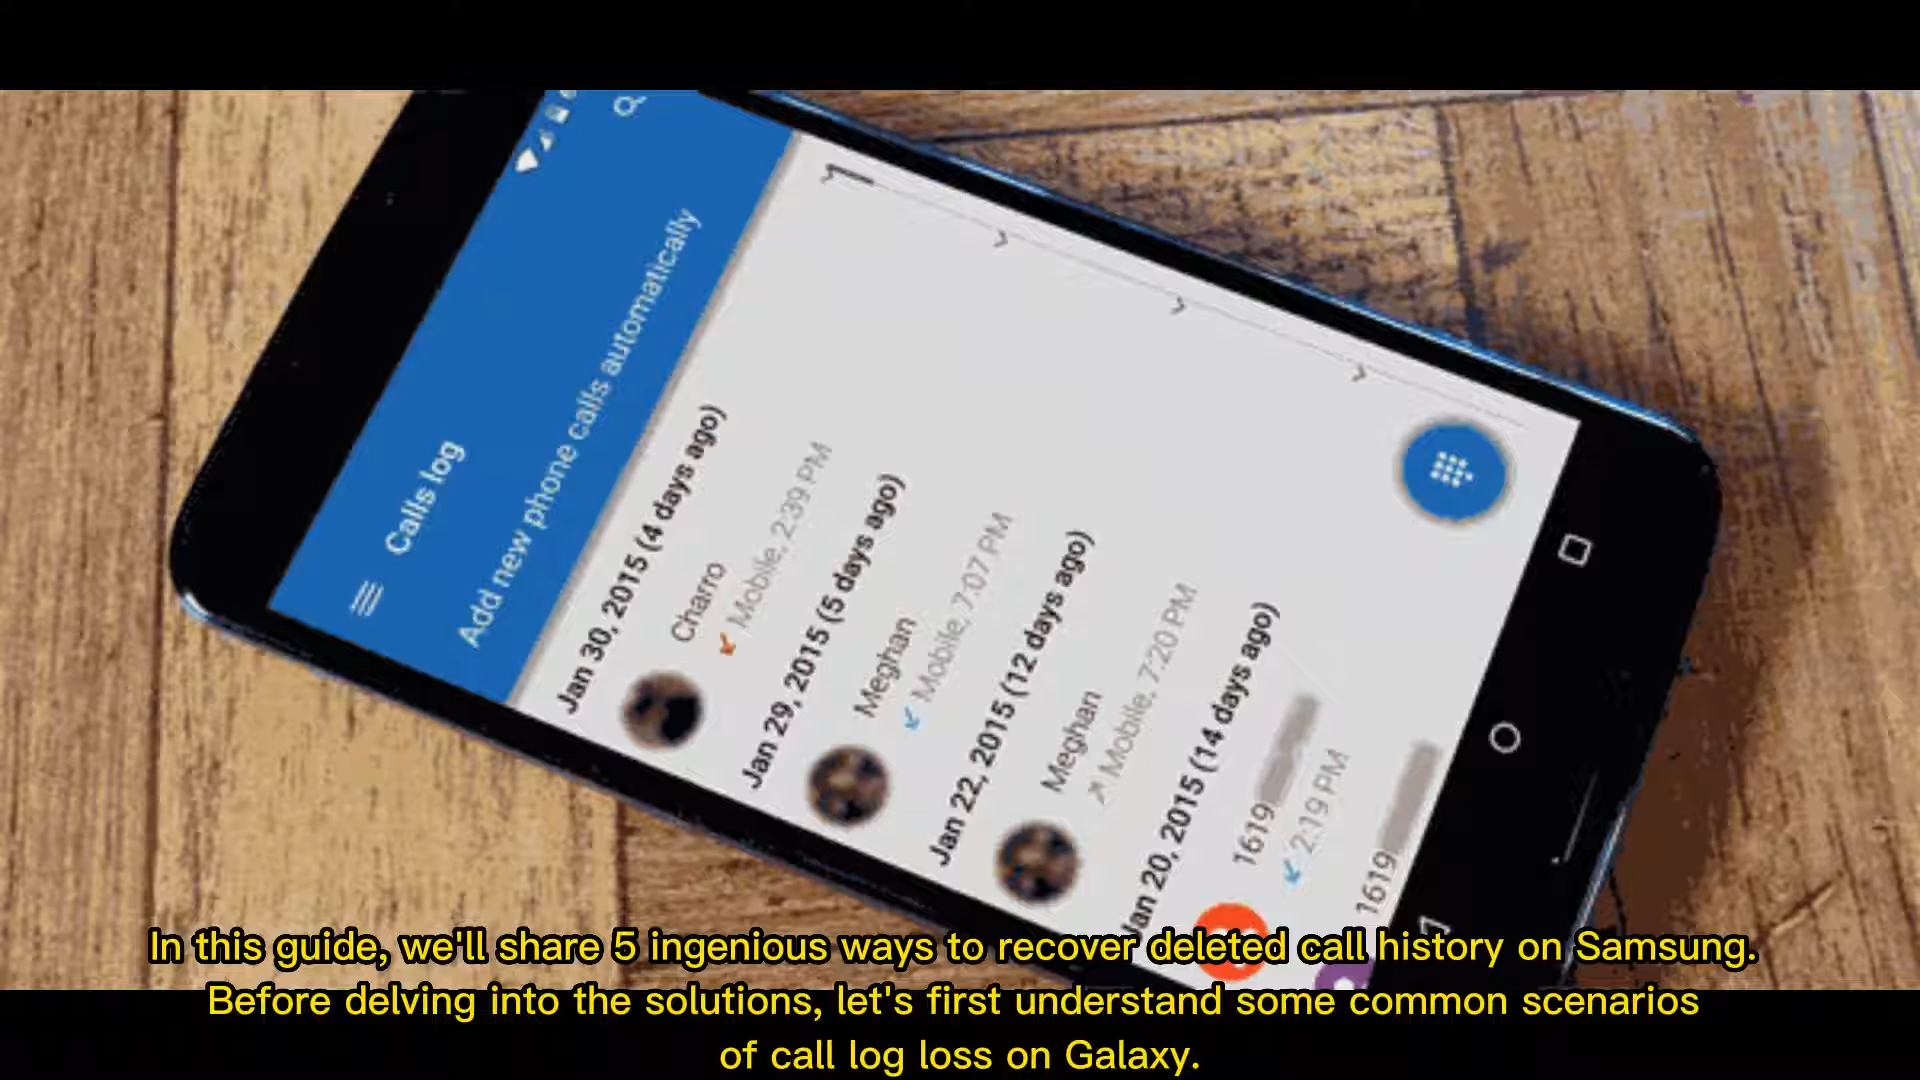 Calls log
Add new phone calls automatically
Jan 30, 2015 (4 days ago)
Charro
Mobile, 2:39 PM
Jan 29, 2015 (5 days ago)
Meghan
Mobile, 7:07 PM
Jan 22, 2015 (12 days ago)
Meghan
Mobile, 7:20 PM
Jan 20, 2015 (14 days ago)
1619
2:19 PM
1619
In this guide, we'll share 5 ingenious ways to recover deleted call history on Samsung.
Before delving into the solutions, let's first understand some common scenarios
of call log loss on Galaxy.